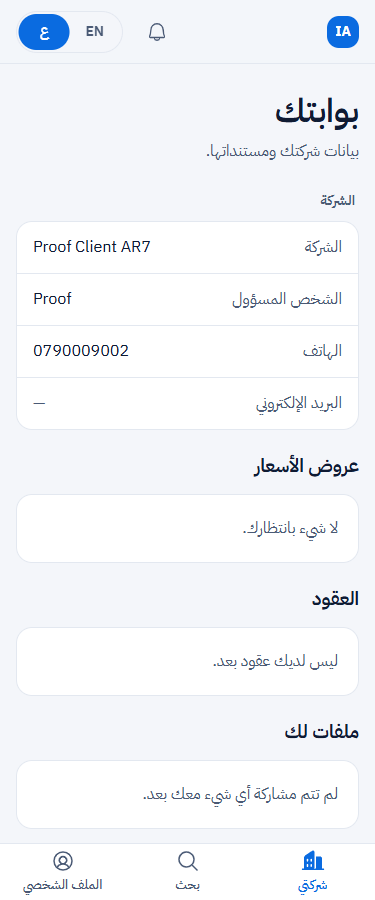 IA
EN
ع
بوابتك
بيانات شركتك ومستنداتها.
الشركة
الشركة
Proof Client AR7
الشخص المسؤول
Proof
الهاتف
0790009002
البريد الإلكتروني
—
عروض الأسعار
لا شيء بانتظارك.
العقود
ليس لديك عقود بعد.
ملفات لك
لم تتم مشاركة أي شيء معك بعد.
شركتي
بحث
الملف الشخصي